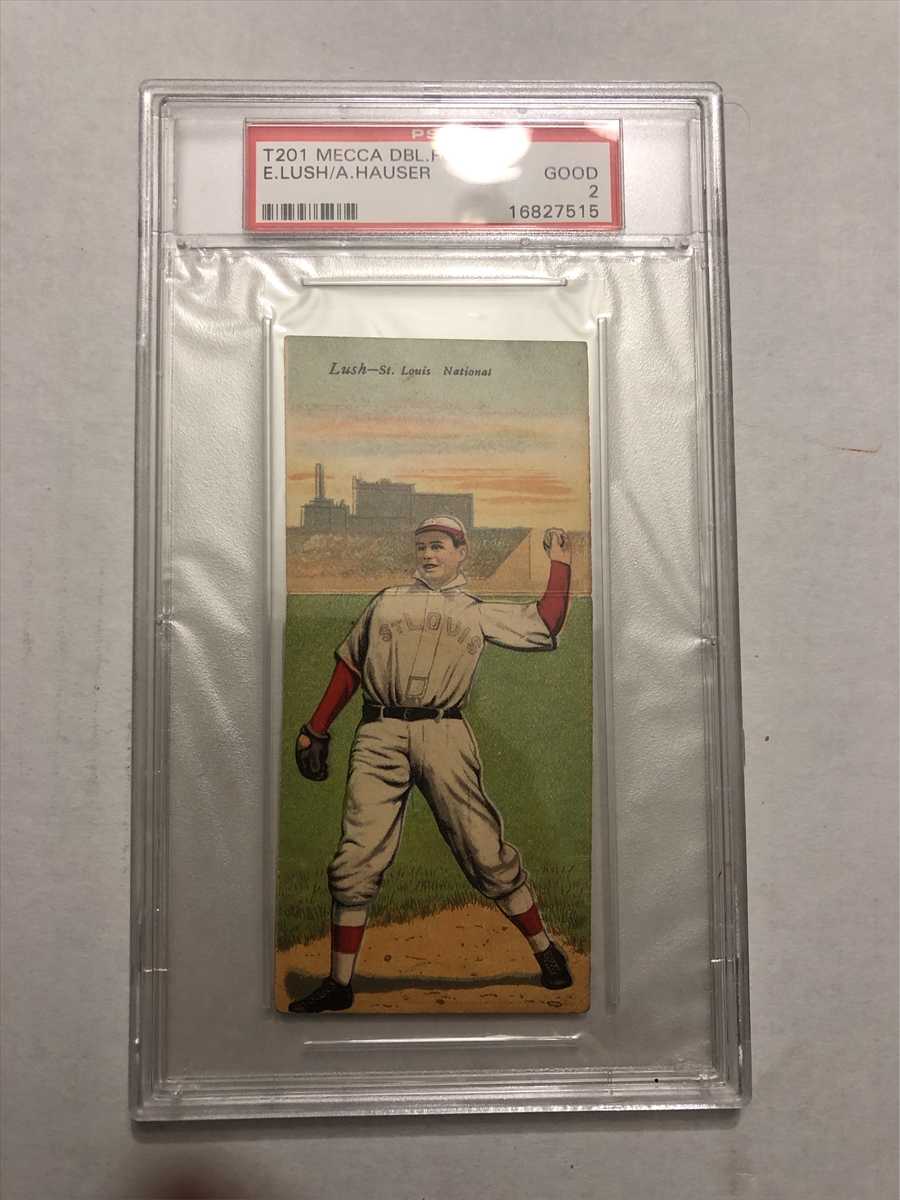 T201 MECCA DBL.
E.LUSH/A.HAUSER GOOD
2
16827515
Lush—St. Louis National
ST LOUIS